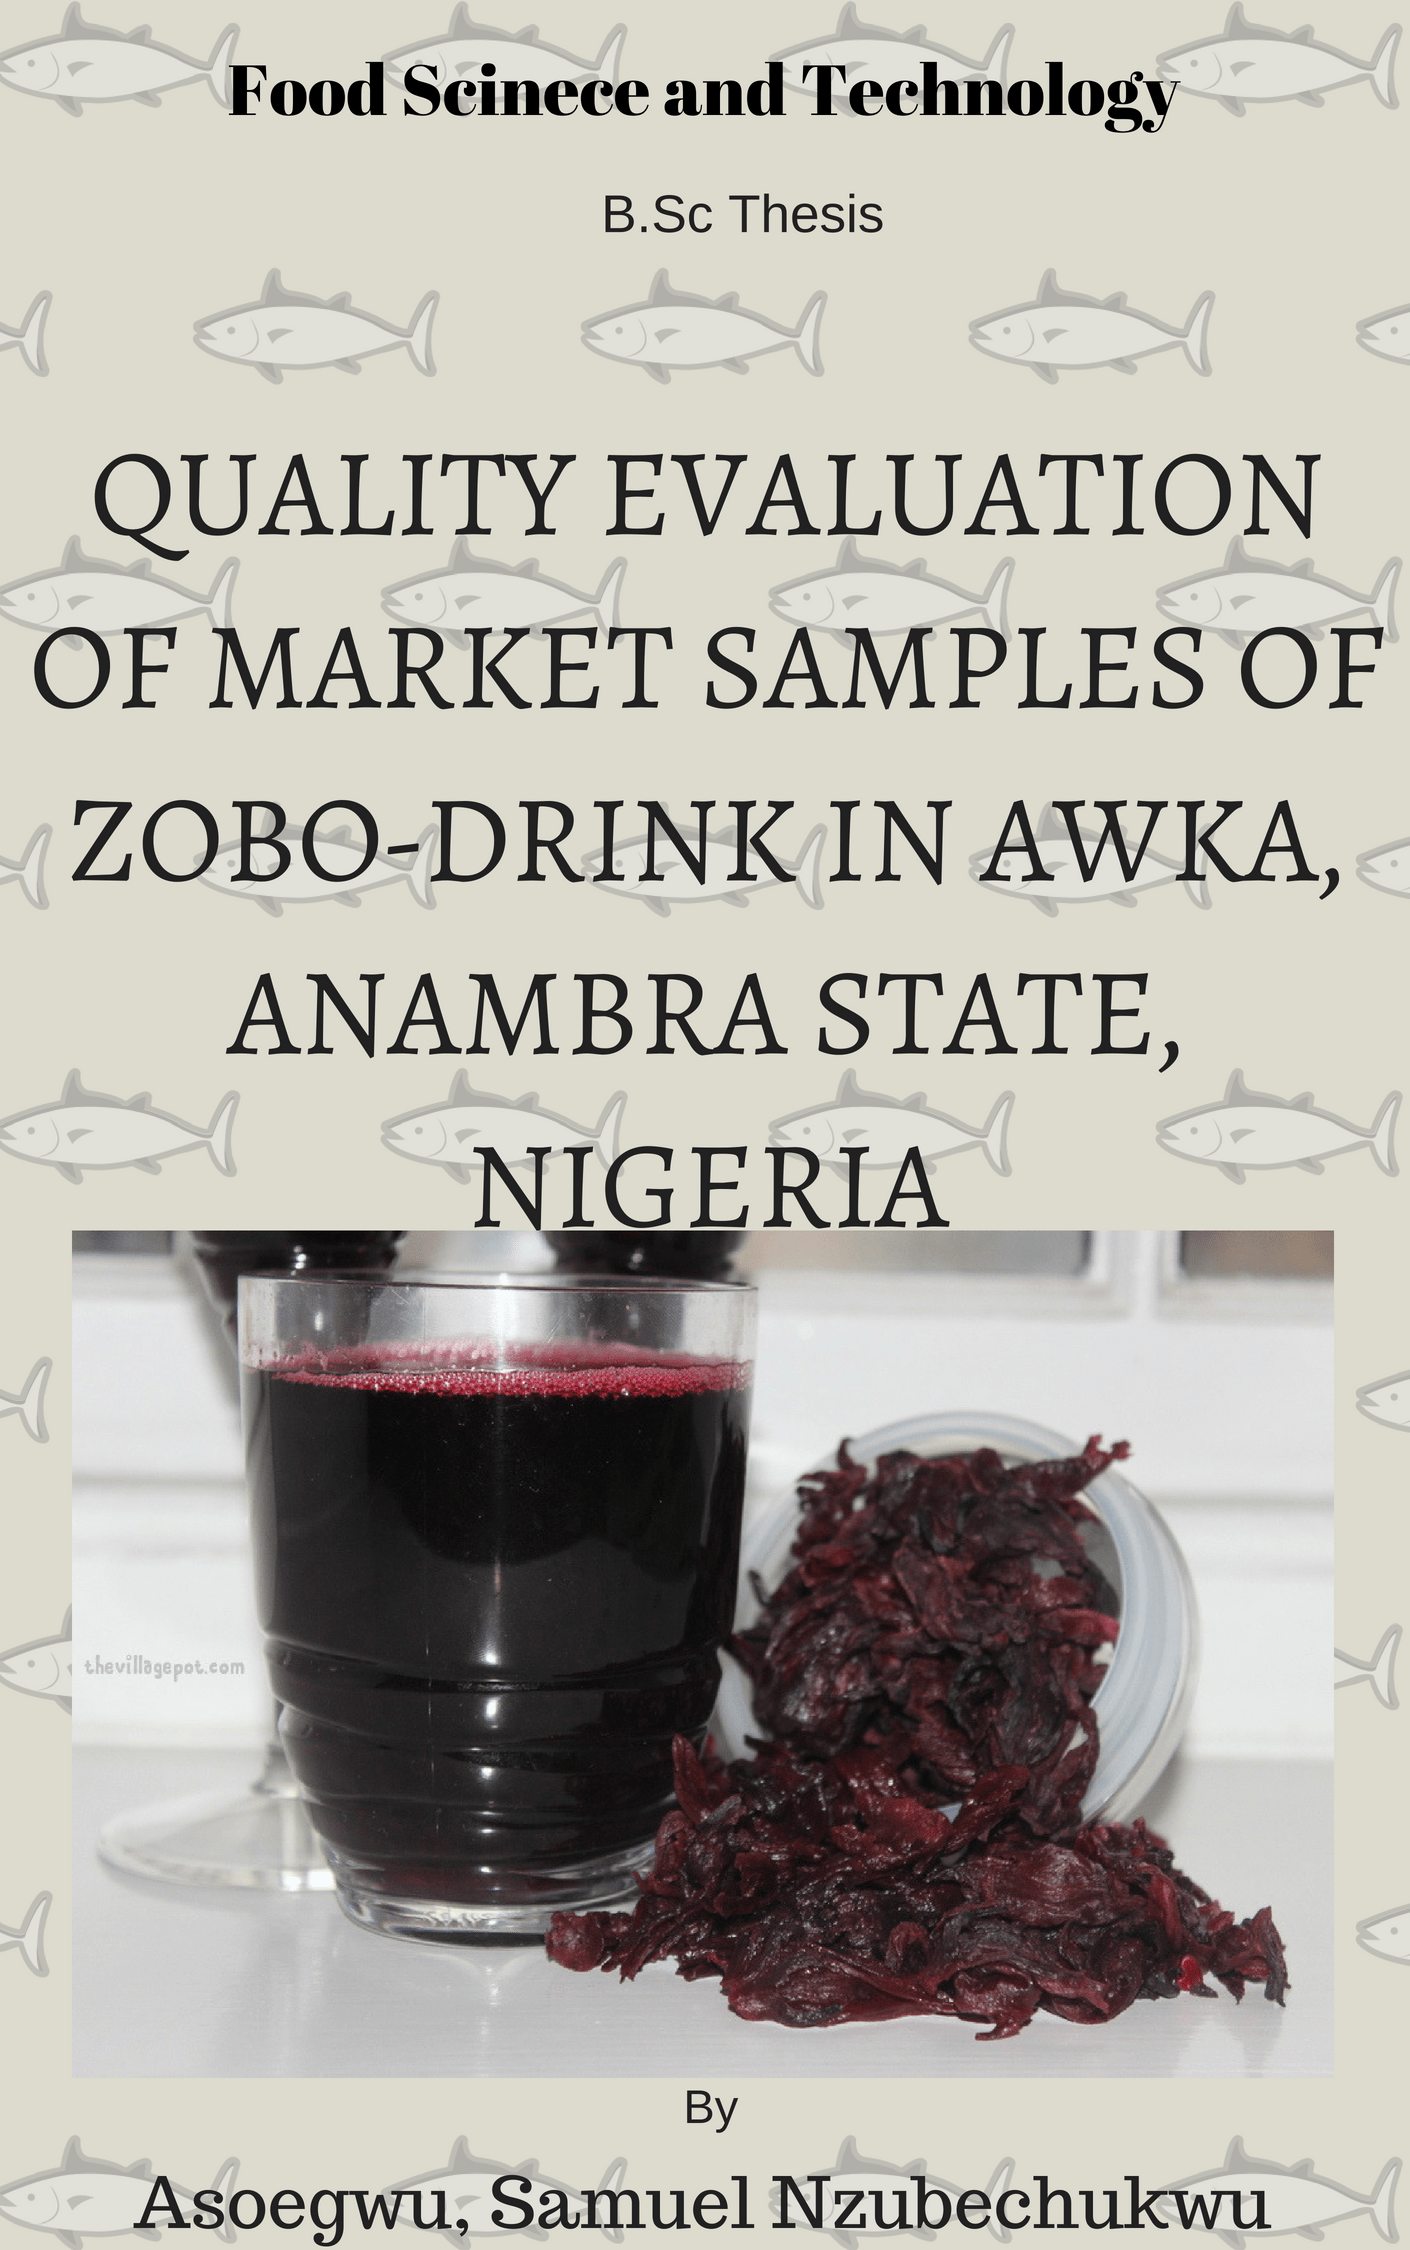 Food Scinece and Technology
B.Sc Thesis
QUALITY EVALUATION
OF MARKET SAMPLES OF
ZOBO-DRINK IN AWKA,
ANAMBRA STATE,
NIGERIA
thevillagepot.com
By
Asoegwu, Samuel Nzubechukwu